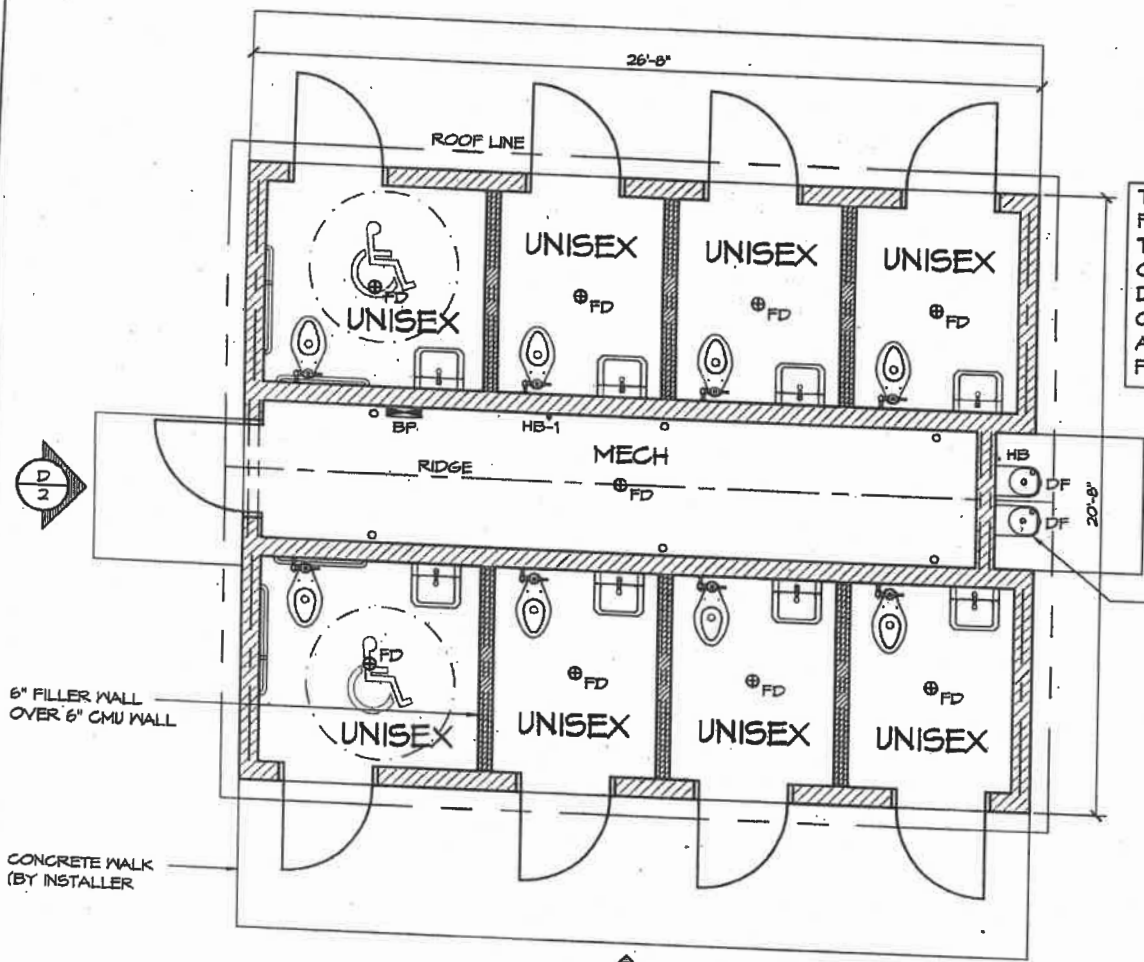 26'-8"
ROOF LINE
UNISEX
UNISEX
UNISEX
UNISEX
FD
FD
FD
FD
BP
HB-1
MECH
RIDGE
FD
HB
DF
DF
20'-8"
D
2
FD
FD
FD
FD
6" FILLER WALL
OVER 6" CMU WALL
UNISEX
UNISEX
UNISEX
UNISEX
CONCRETE WALK
(BY INSTALLER